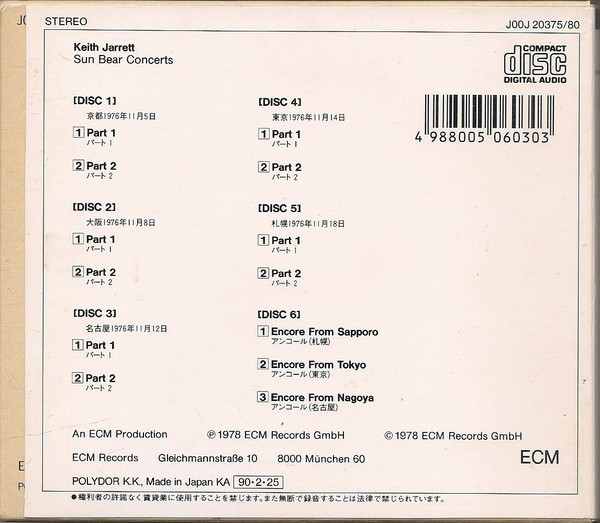 STEREO
J00J 20375/80
Keith Jarrett
Sun Bear Concerts
COMPACT
disc
DIGITAL AUDIO
4 988005 060303
[DISC 1]
京都1976年11月5日
1 Part 1
パート 1
2 Part 2
パート 2
[DISC 2]
大阪1976年11月8日
1 Part 1
パート 1
2 Part 2
パート 2
[DISC 3]
名古屋1976年11月12日
1 Part 1
パート 1
2 Part 2
パート 2
[DISC 4]
東京1976年11月14日
1 Part 1
パート 1
2 Part 2
パート 2
[DISC 5]
札幌1976年11月18日
1 Part 1
パート 1
2 Part 2
パート 2
[DISC 6]
1 Encore From Sapporo
アンコール(札幌)
2 Encore From Tokyo
アンコール(東京)
3 Encore From Nagoya
アンコール(名古屋)
An ECM Production ℗1978 ECM Records GmbH ©1978 ECM Records GmbH
ECM Records Gleichmannstraße 10 8000 München 60
ECM
POLYDOR K.K., Made in Japan KA 90・2・25
●権利者の許諾なく賃貸業に使用することを禁じます。また無断で録音することは法律で禁じられています。